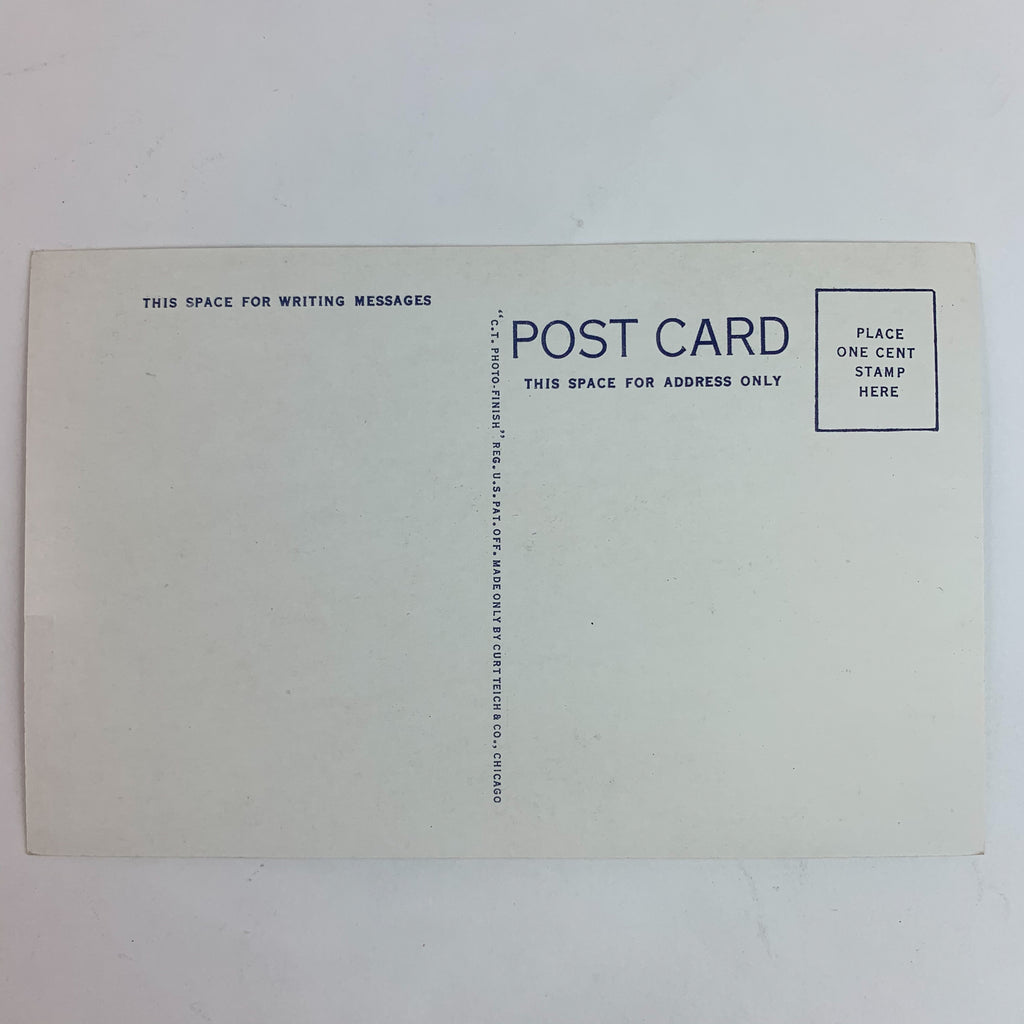 THIS SPACE FOR WRITING MESSAGES
"C.T. PHOTO-FINISH" REG. U.S. PAT. OFF. MADE ONLY BY CURT TEICH & CO., CHICAGO
POST CARD
THIS SPACE FOR ADDRESS ONLY
PLACE
ONE CENT
STAMP
HERE